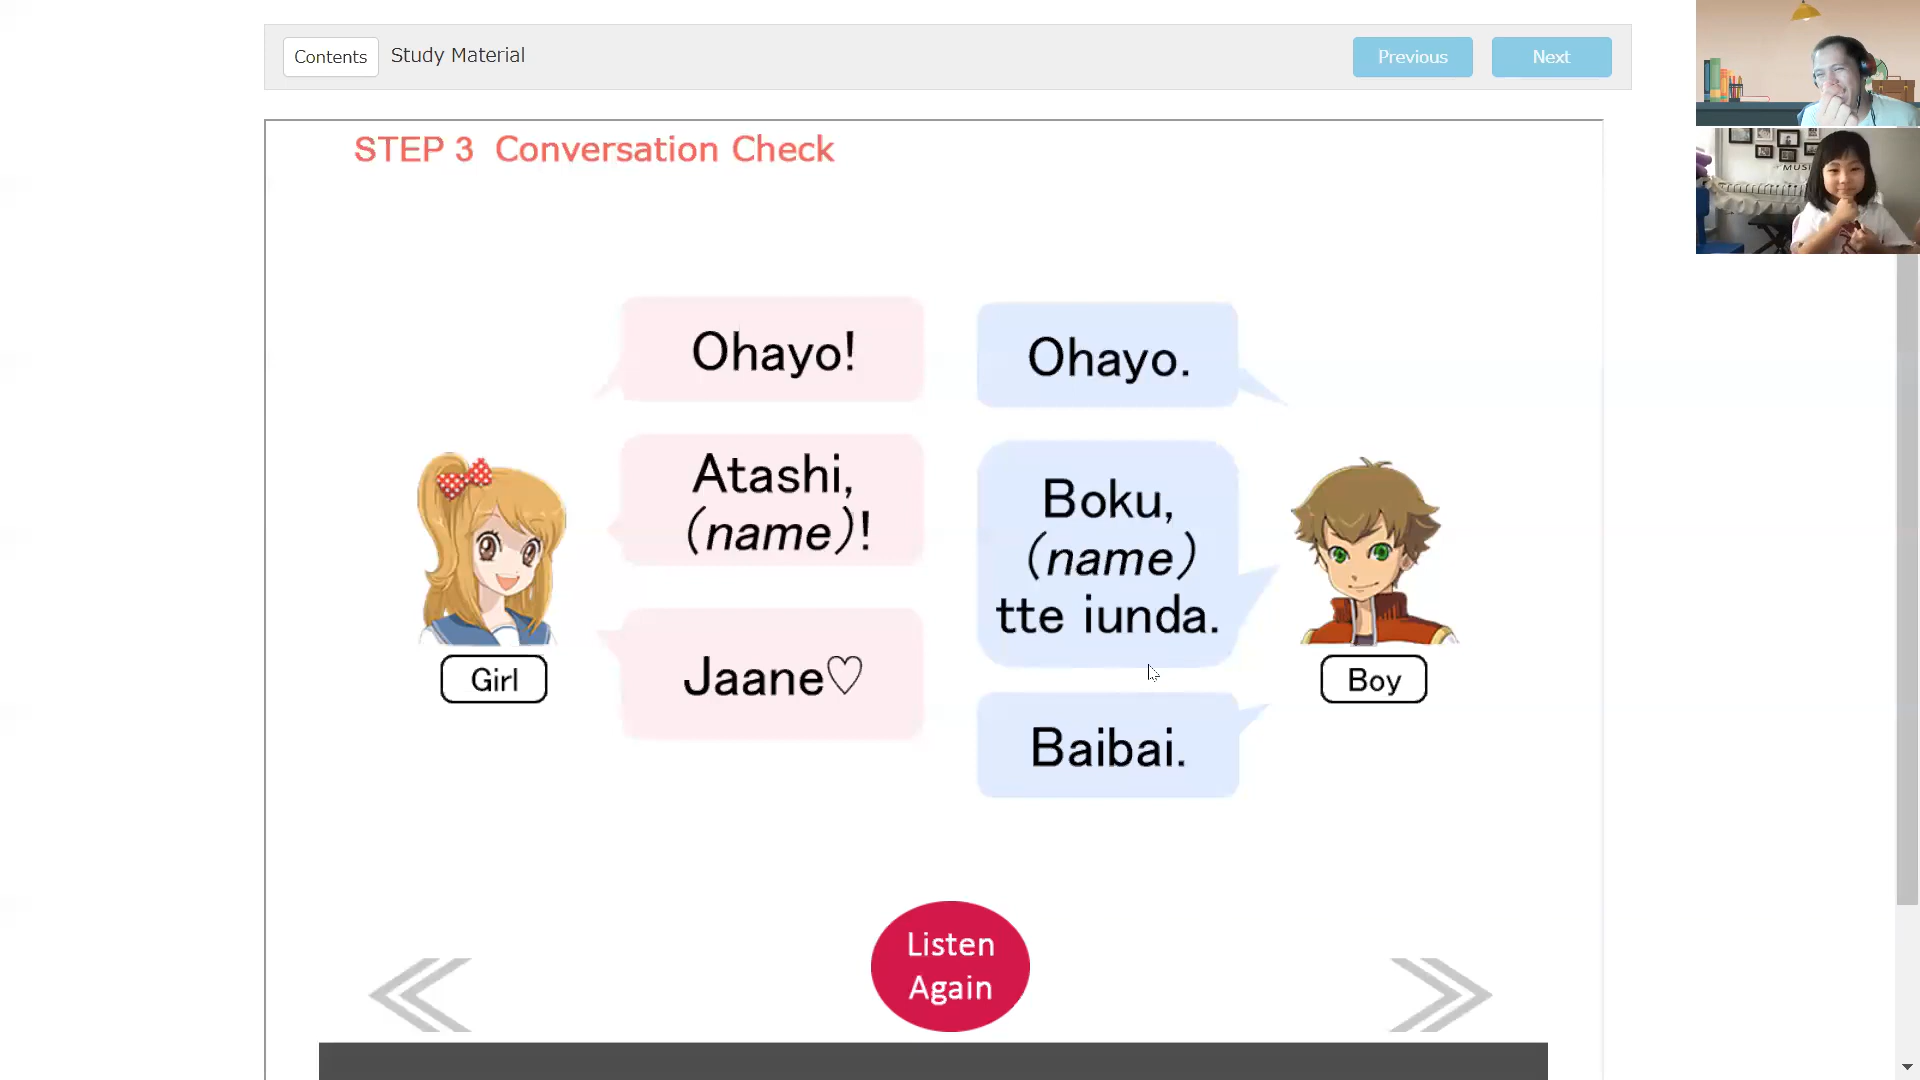 Contents
Study Material
Previous
Next
STEP 3 Conversation Check
Ohayo!
Atashi,
(name)!
Jaane♡
Girl
Ohayo.
Boku,
(name)
tte iunda.
Baibai.
Boy
Listen
Again
MUSIC